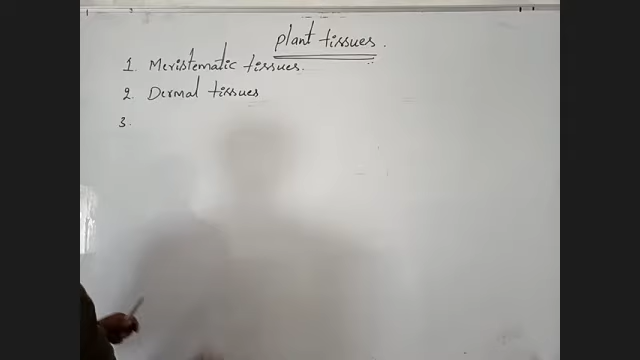 plant tissues.
1. Meristematic tissues.
2. Dermal tissues
3.